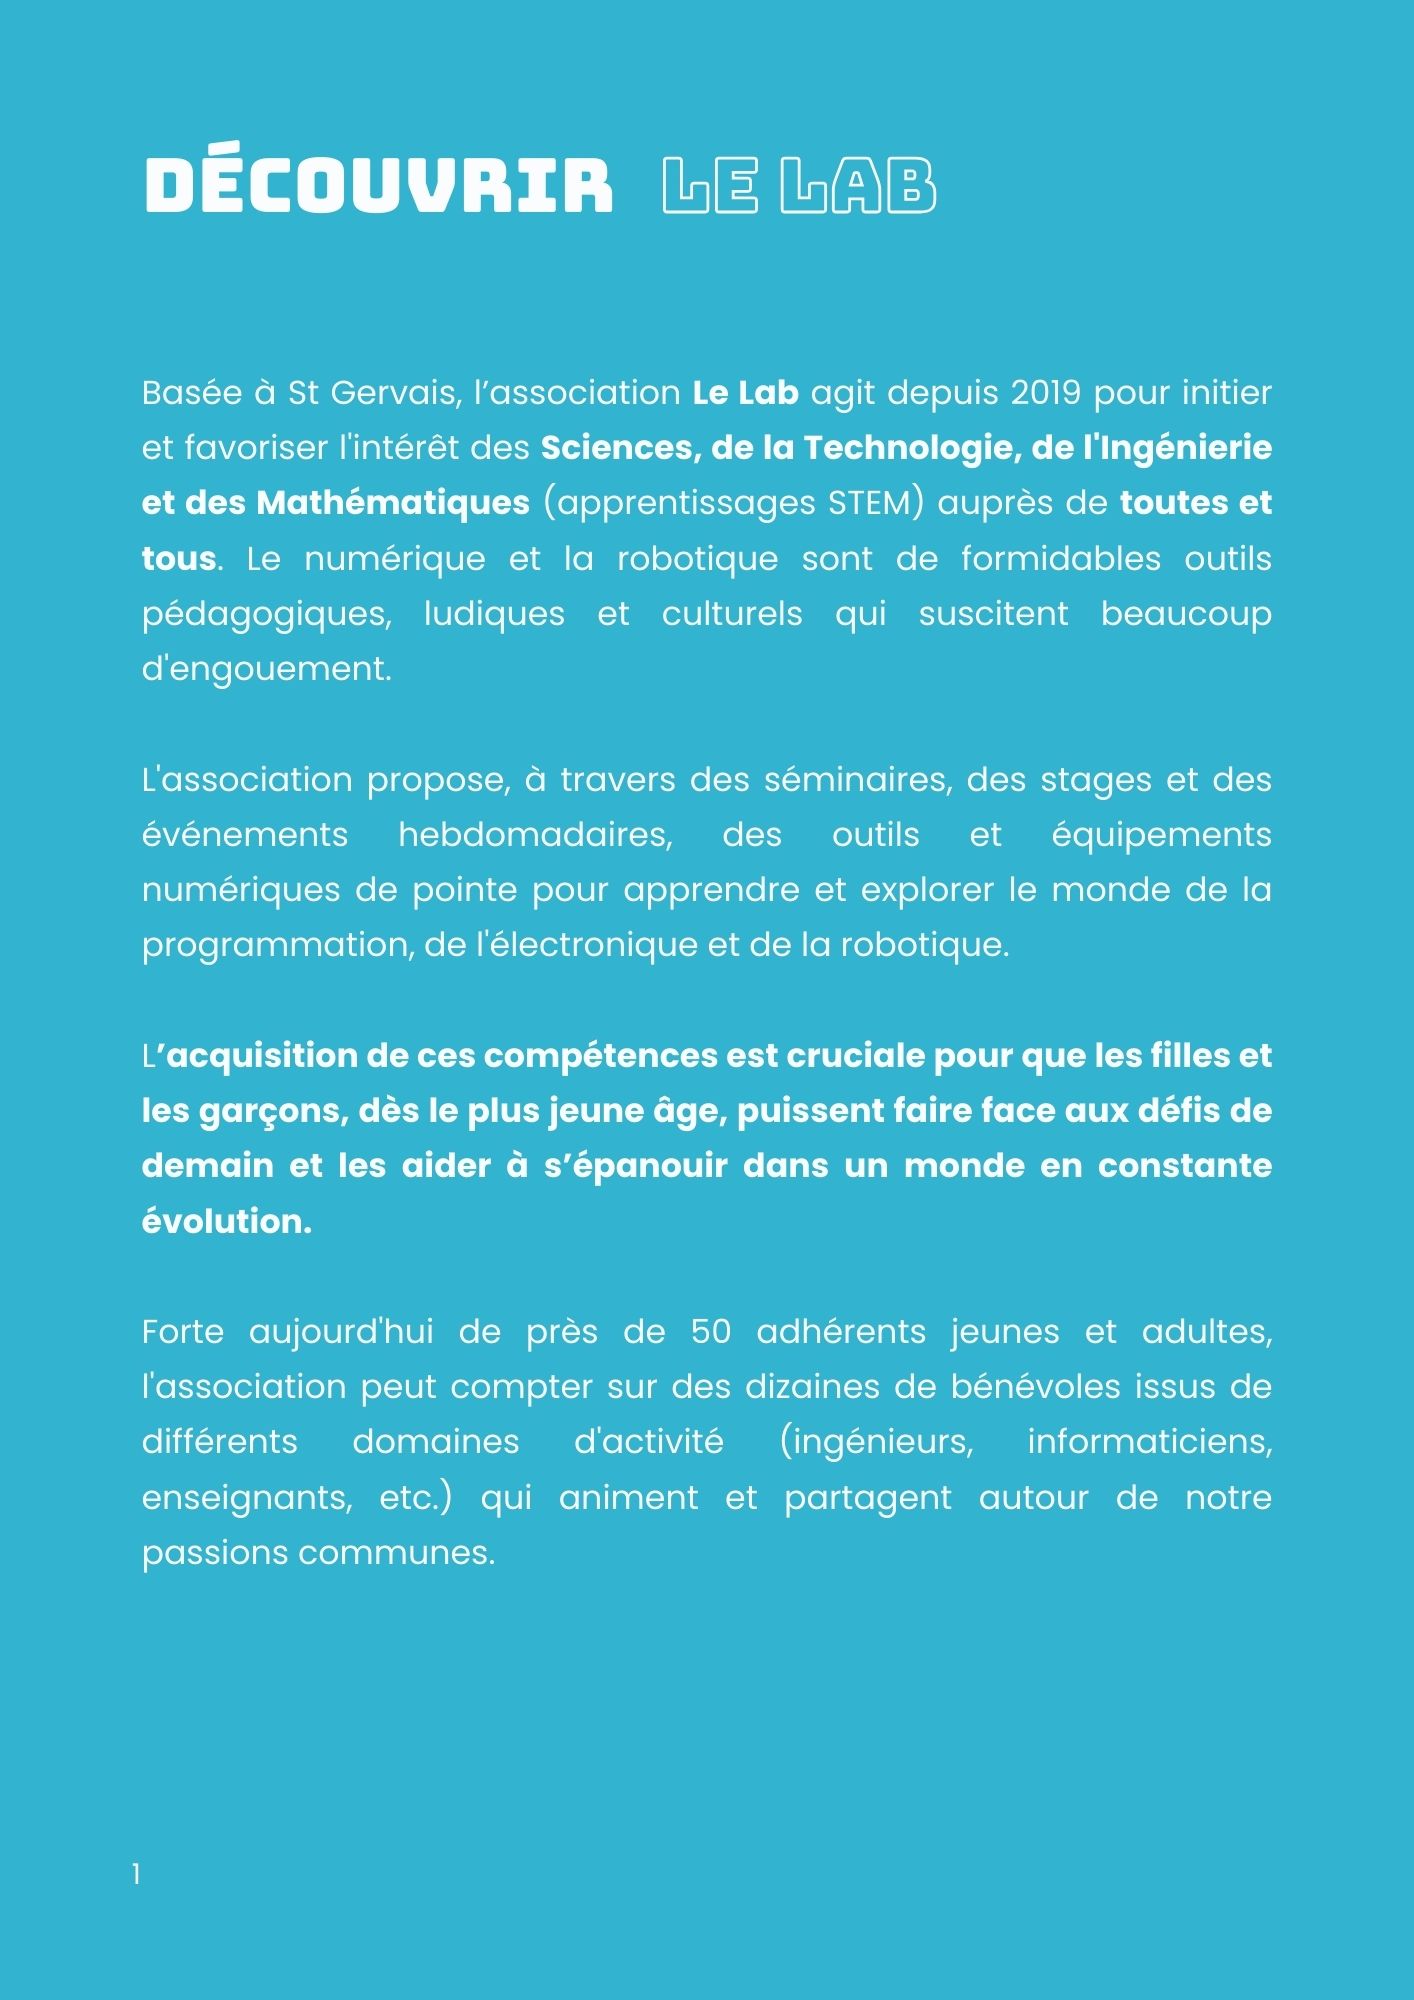 DÉCOUVRIR LE LAB
Basée à St Gervais, l’association Le Lab agit depuis 2019 pour initier
et favoriser l'intérêt des Sciences, de la Technologie, de l'Ingénierie
et des Mathématiques (apprentissages STEM) auprès de toutes et
tous. Le numérique et la robotique sont de formidables outils
pédagogiques, ludiques et culturels qui suscitent beaucoup
d'engouement.
L'association propose, à travers des séminaires, des stages et des
événements hebdomadaires, des outils et équipements
numériques de pointe pour apprendre et explorer le monde de la
programmation, de l'électronique et de la robotique.
L’acquisition de ces compétences est cruciale pour que les filles et
les garçons, dès le plus jeune âge, puissent faire face aux défis de
demain et les aider à s’épanouir dans un monde en constante
évolution.
Forte aujourd'hui de près de 50 adhérents jeunes et adultes,
l'association peut compter sur des dizaines de bénévoles issus de
différents domaines d'activité (ingénieurs, informaticiens,
enseignants, etc.) qui animent et partagent autour de notre
passions communes.
1